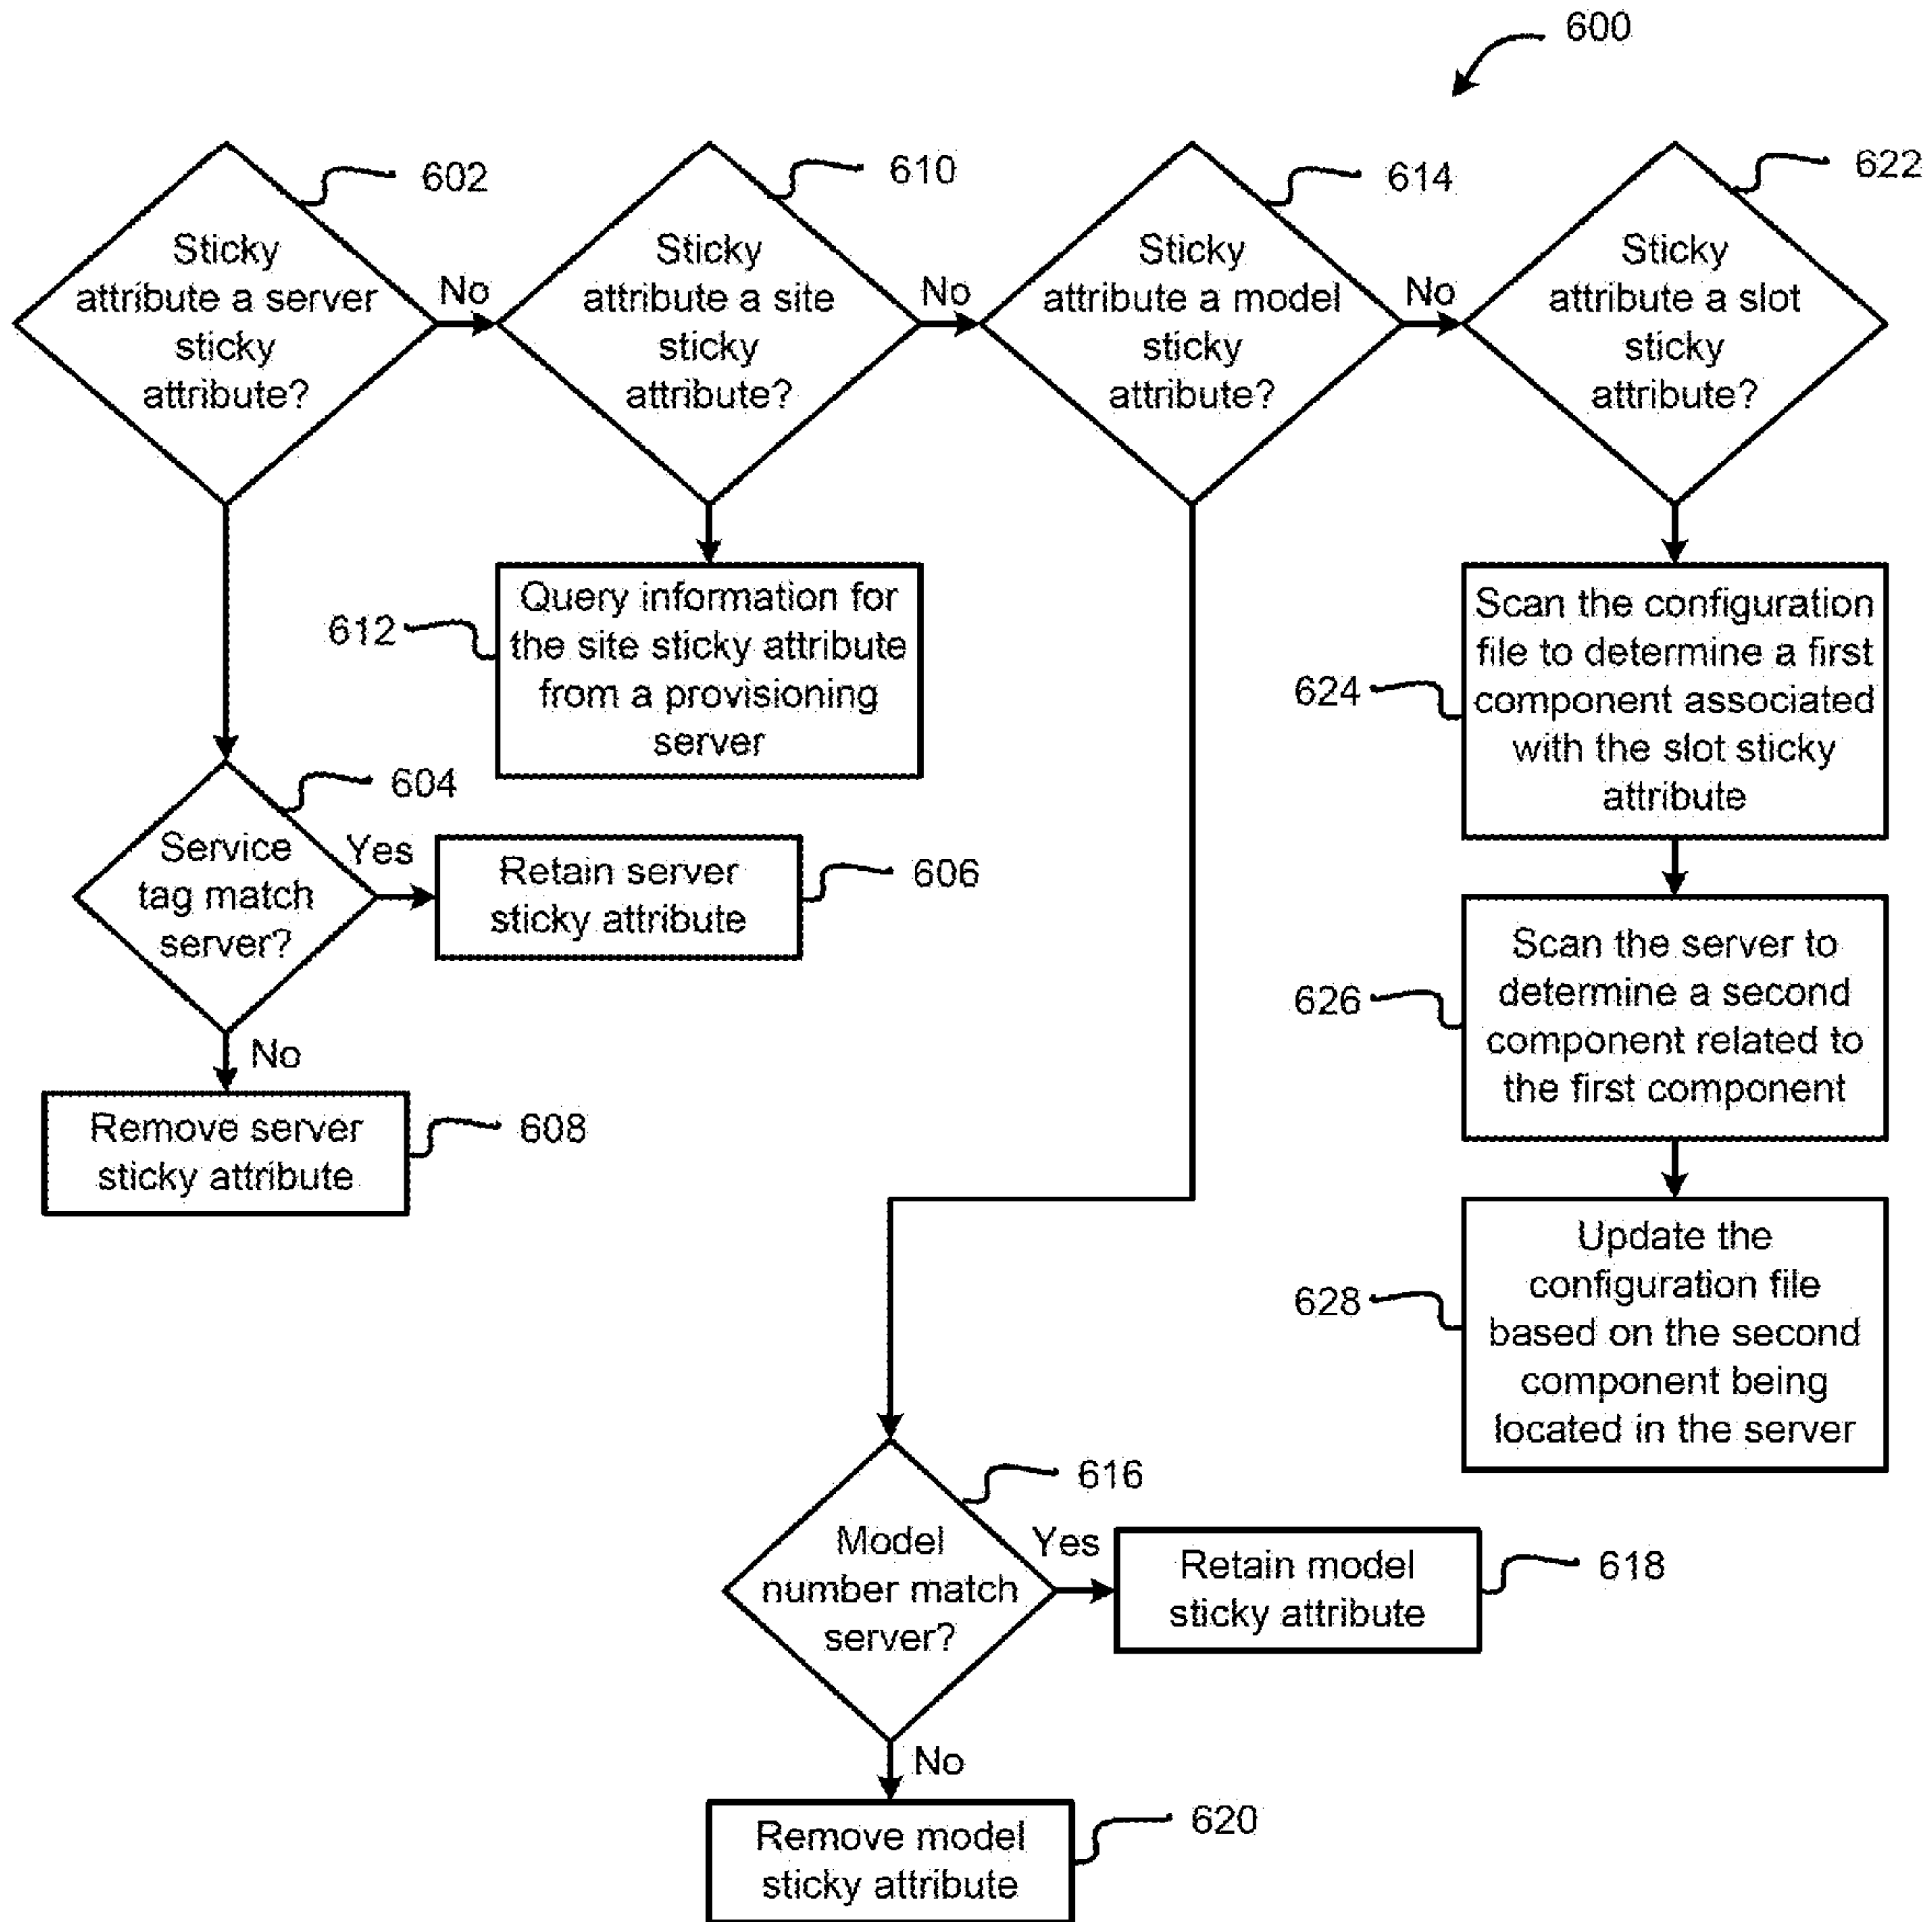 600
602
Sticky
attribute a server
sticky
attribute?
No
610
Sticky
attribute a site
sticky
attribute?
No
614
Sticky
attribute a model
sticky
attribute?
No
622
Sticky
attribute a slot
sticky
attribute?
612
Query information for
the site sticky attribute
from a provisioning
server
624
Scan the configuration
file to determine a first
component associated
with the slot sticky
attribute
604
Service
tag match
server?
Yes
Retain server
sticky attribute
606
No
Remove server
sticky attribute
608
626
Scan the server to
determine a second
component related to
the first component
628
Update the
configuration file
based on the second
component being
located in the server
616
Model
number match
server?
Yes
Retain model
sticky attribute
618
No
Remove model
sticky attribute
620